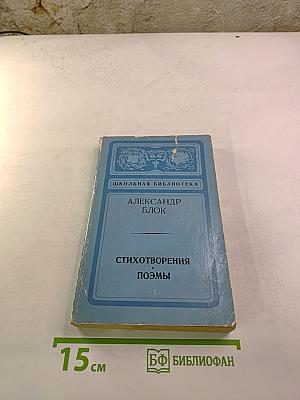 ШКОЛЬНАЯ БИБЛИОТЕКА
АЛЕКСАНДР
БЛОК
СТИХОТВОРЕНИЯ
•
ПОЭМЫ
15 см
БФ БИБЛИОФАН